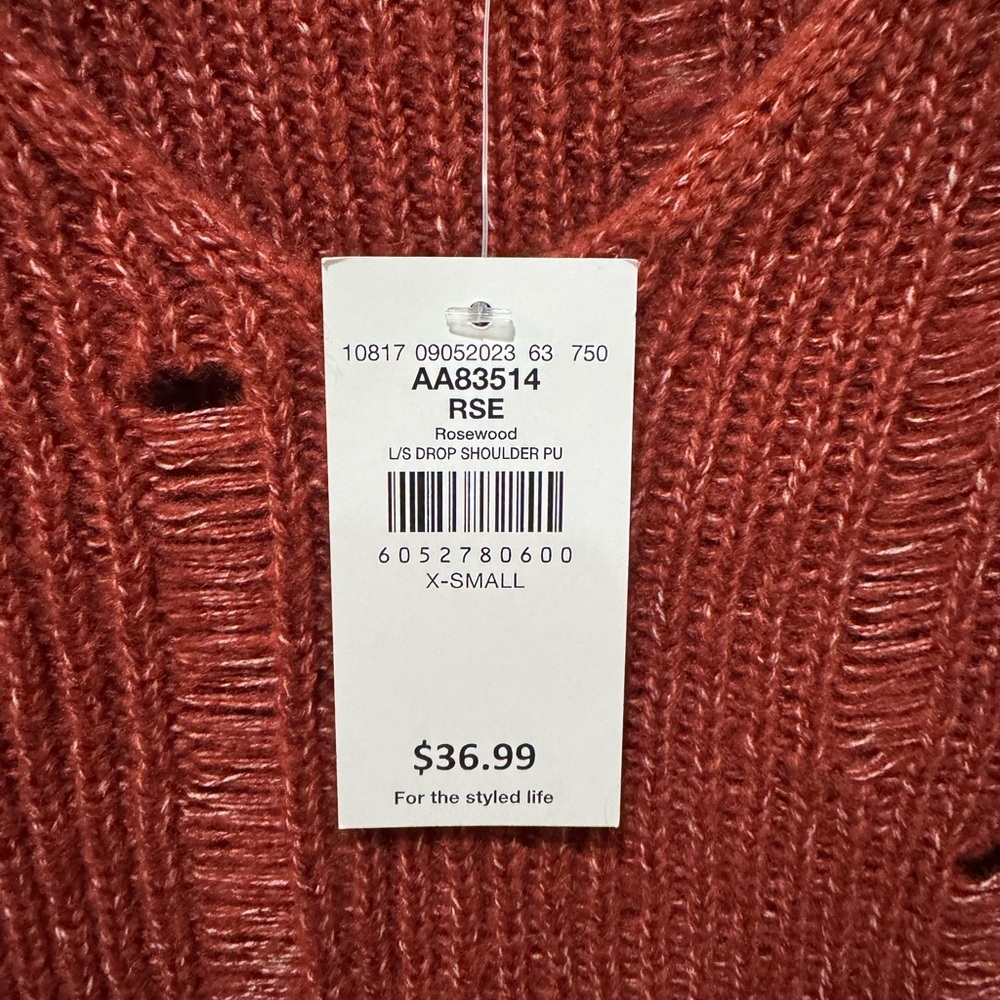 10817 09052023 63 750
AA83514
RSE
Rosewood
L/S DROP SHOULDER PU
6052780600
X-SMALL
$36.99
For the styled life